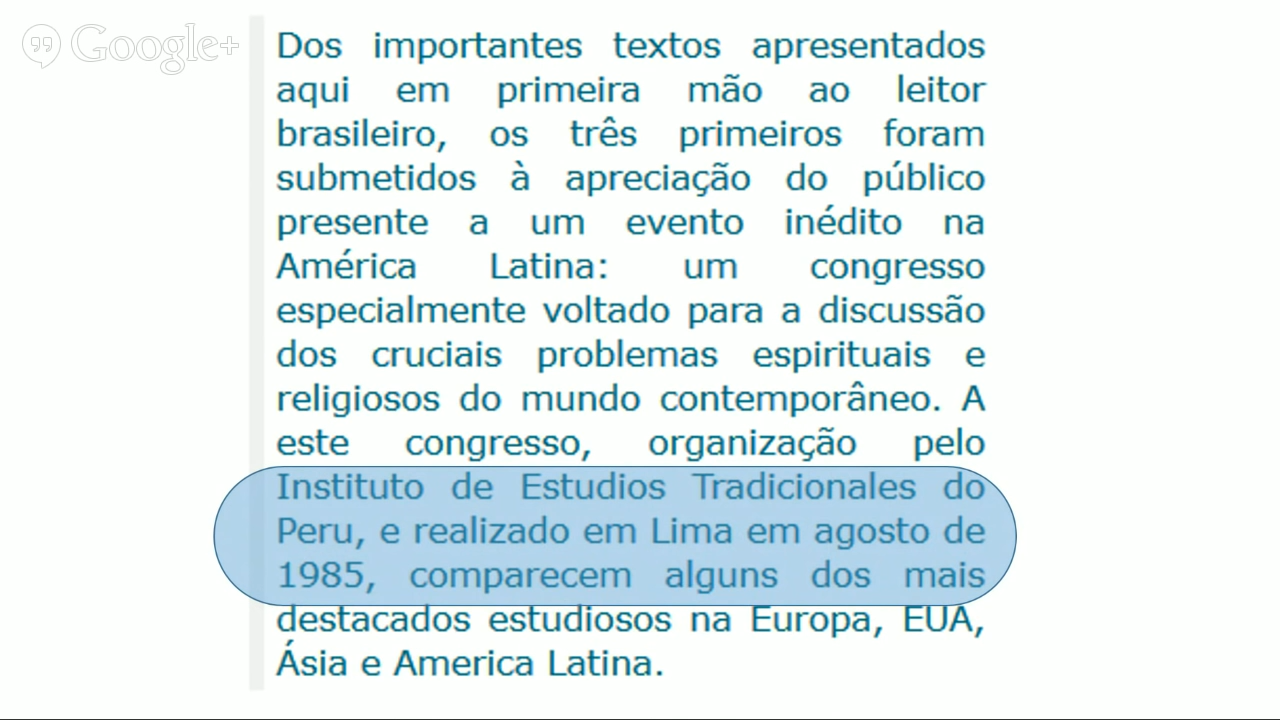 Google+
Dos importantes textos apresentados
aqui em primeira mão ao leitor
brasileiro, os três primeiros foram
submetidos à apreciação do público
presente a um evento inédito na
América Latina: um congresso
especialmente voltado para a discussão
dos cruciais problemas espirituais e
religiosos do mundo contemporâneo. A
este congresso, organização pelo
Instituto de Estudios Tradicionales do
Peru, e realizado em Lima em agosto de
1985, comparecem alguns dos mais
destacados estudiosos na Europa, EUA,
Ásia e America Latina.